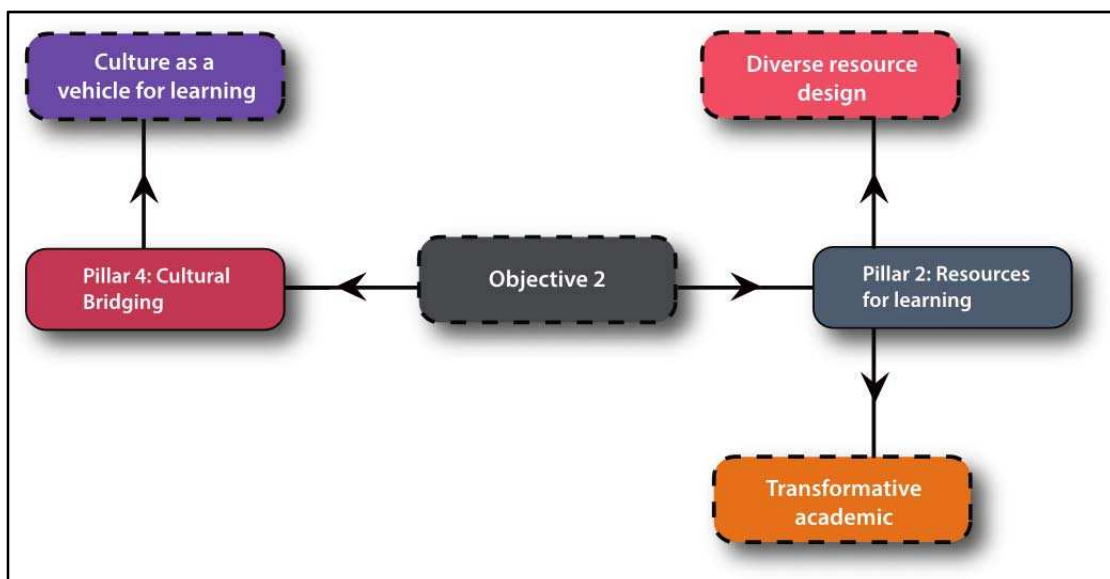 Culture as a
vehicle for learning
Diverse resource
design
Pillar 4: Cultural
Bridging
Objective 2
Pillar 2: Resources
for learning
Transformative
academic